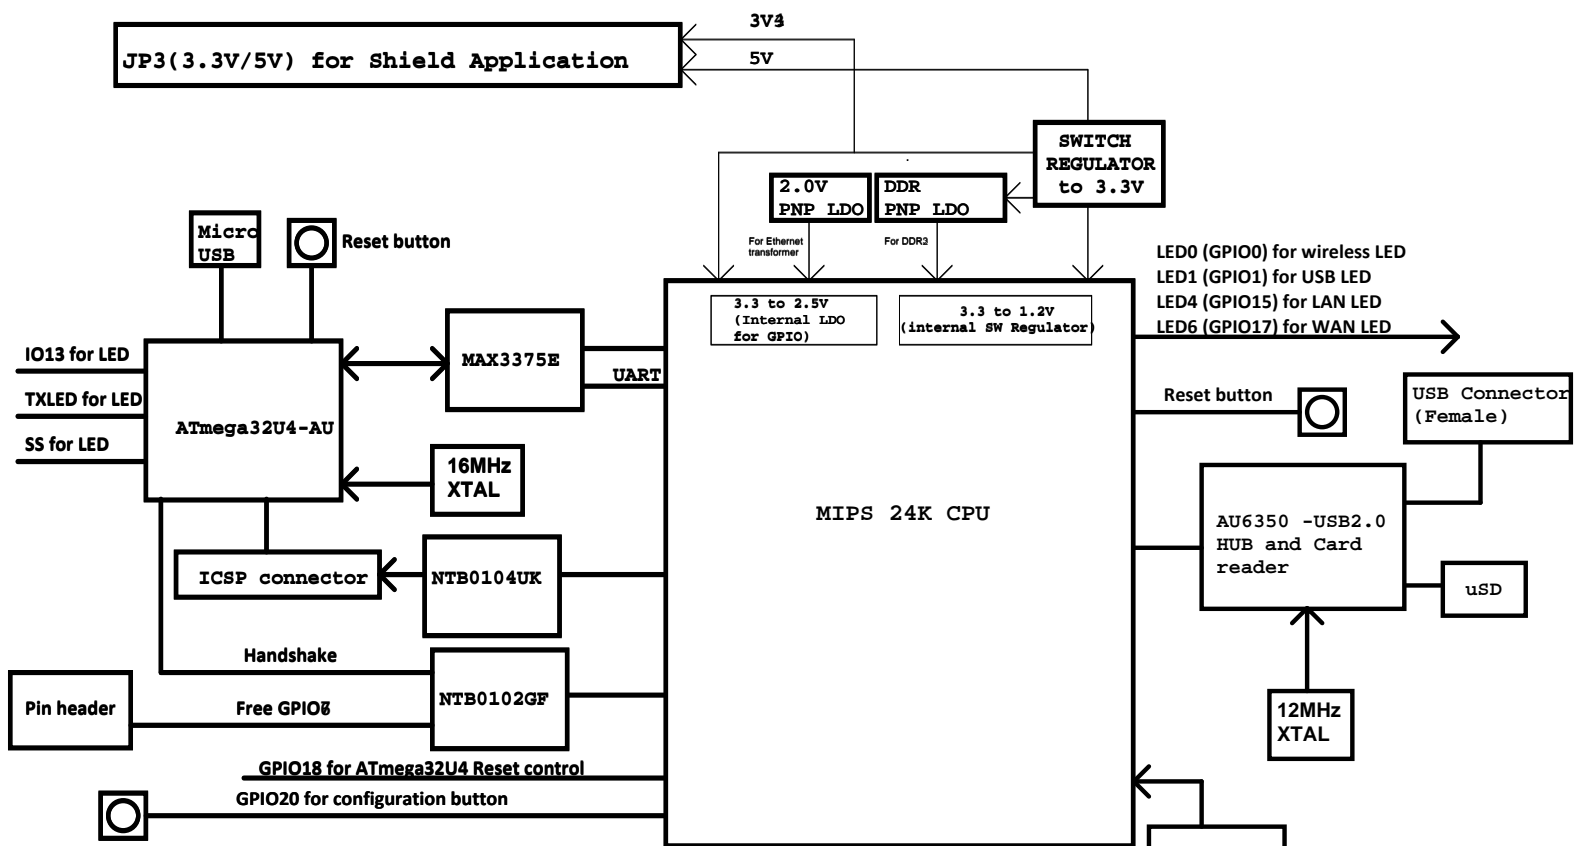 5V
JP3(3.3V/5V) for Shield Application
SWITCH
REGULATOR
to 3.3V
2.0V
PNP LDO
DDR
PNP LDO
For Ethernet
transformer
Micro
USB
Reset button
LED0 (GPIO0) for wireless LED
LED1 (GPIO1) for USB LED
LED4 (GPIO15) for LAN LED
LED6 (GPIO17) for WAN LED
3.3 to 2.5V
(Internal LDO
for GPIO)
3.3 to 1.2V
(internal SW Regulator)
IO13 for LED
TXLED for LED
SS for LED
ATmega32U4-AU
MAX3375E
UART
Reset button
USB Connector
(Female)
16MHz
XTAL
MIPS 24K CPU
AU6350 -USB2.0
HUB and Card
reader
ICSP connector
NTB0104UK
uSD
Handshake
NTB0102GF
Pin header
Free
12MHz
XTAL
GPIO18 for ATmega32U4 Reset control
GPIO20 for configuration button